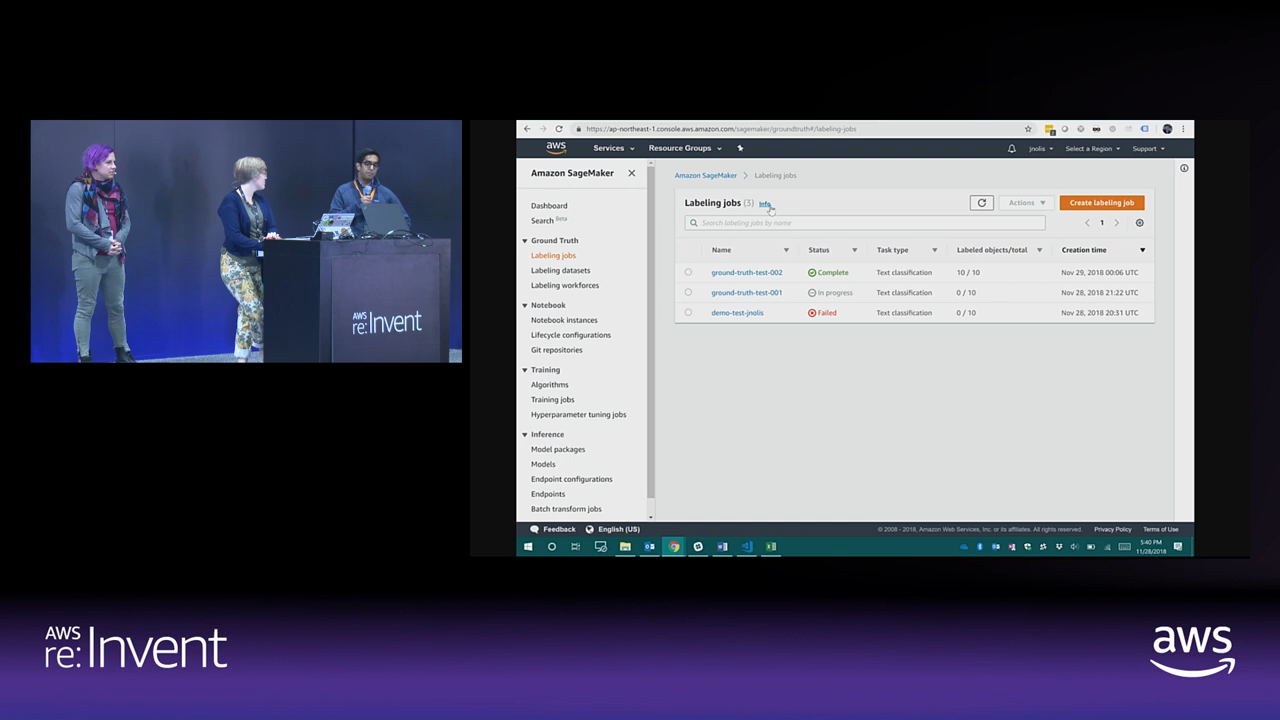 https://ap-northeast-1.console.aws.amazon.com/sagemaker/groundtruth#/labeling-jobs
aws Services Resource Groups jnolis Select a Region Support
Amazon SageMaker
Dashboard
Search Beta
Ground Truth
Labeling jobs
Labeling datasets
Labeling workforces
Notebook
Notebook instances
Lifecycle configurations
Git repositories
Training
Algorithms
Training jobs
Hyperparameter tuning jobs
Inference
Model packages
Models
Endpoint configurations
Endpoints
Batch transform jobs
Amazon SageMaker > Labeling jobs
Labeling jobs (3) Info Actions Create labeling job
Search labeling jobs by name 1
Name Status Task type Labeled objects/total Creation time
ground-truth-test-002 Complete Text classification 10 / 10 Nov 29, 2018 00:06 UTC
ground-truth-test-001 In progress Text classification 0 / 10 Nov 28, 2018 21:22 UTC
demo-test-jnolis Failed Text classification 0 / 10 Nov 28, 2018 20:31 UTC
Feedback English (US) © 2008 - 2018, Amazon Web Services, Inc. or its affiliates. All rights reserved. Privacy Policy Terms of Use
5:40 PM
11/28/2018
AWS
re:Invent
AWS
re:Invent
aws